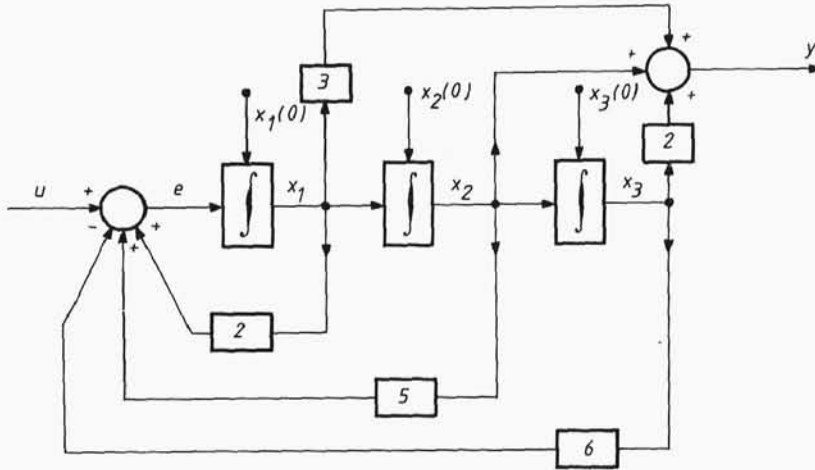 +
+
y
3
+
x₂(0)
x₁(0)
x₃(0)
2
u
+
e
∫
x₁
∫
x₂
∫
x₃
-
+
+
2
5
6